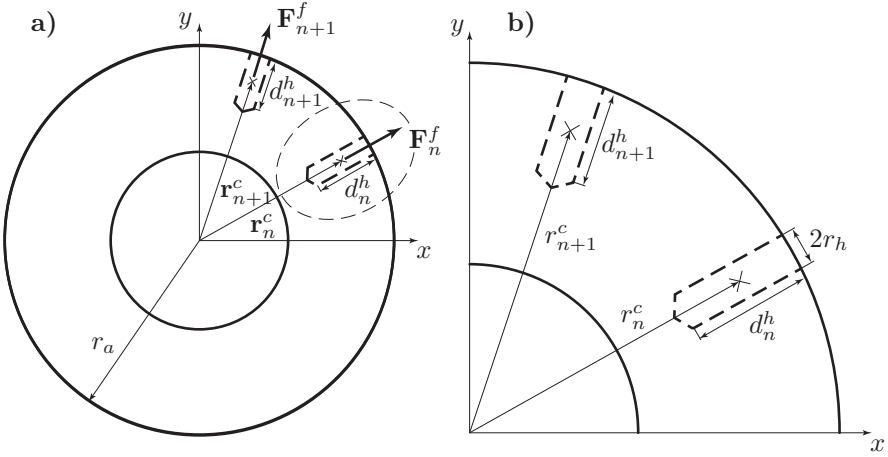 a)
y
F^f_{n+1}
d^h_{n+1}
F^f_n
d^h_n
r^c_{n+1}
r^c_n
x
r_a
b)
y
d^h_{n+1}
r^c_{n+1}
2r_h
r^c_n
d^h_n
x